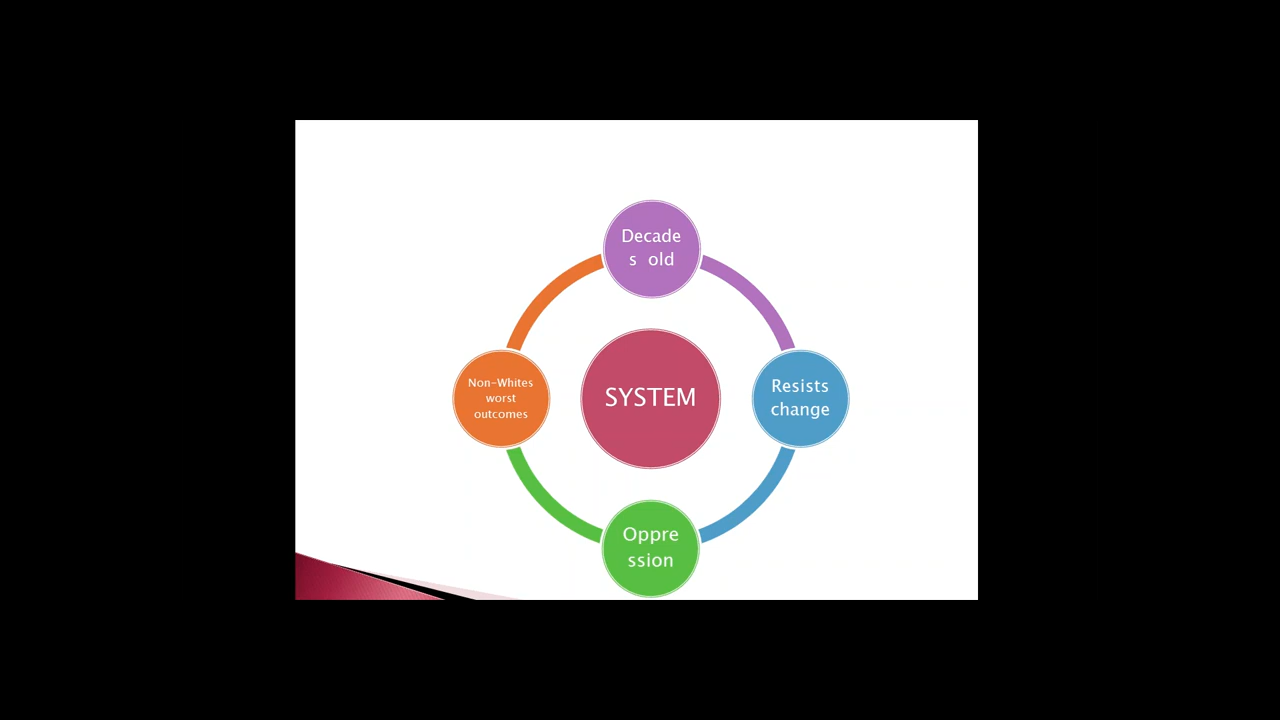 Decade
s old
Non-Whites
worst
outcomes
SYSTEM
Resists
change
Oppre
ssion